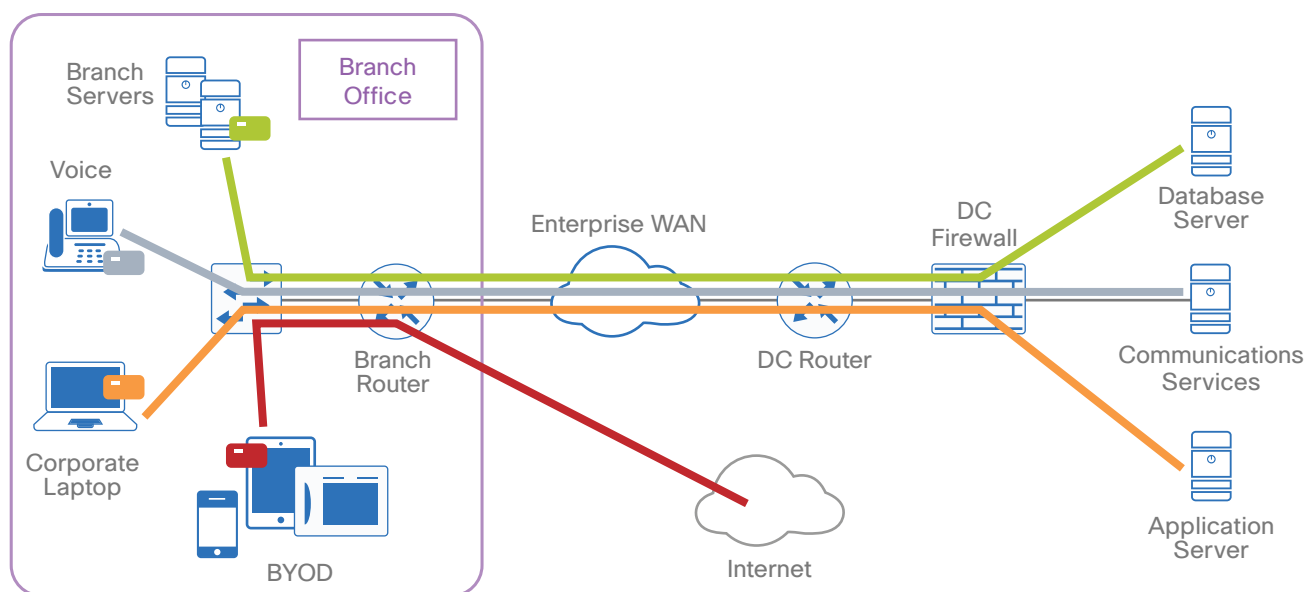 Branch
Servers
Branch
Office
Voice
Enterprise WAN
DC
Firewall
Database
Server
Branch
Router
DC Router
Communications
Services
Corporate
Laptop
BYOD
Internet
Application
Server